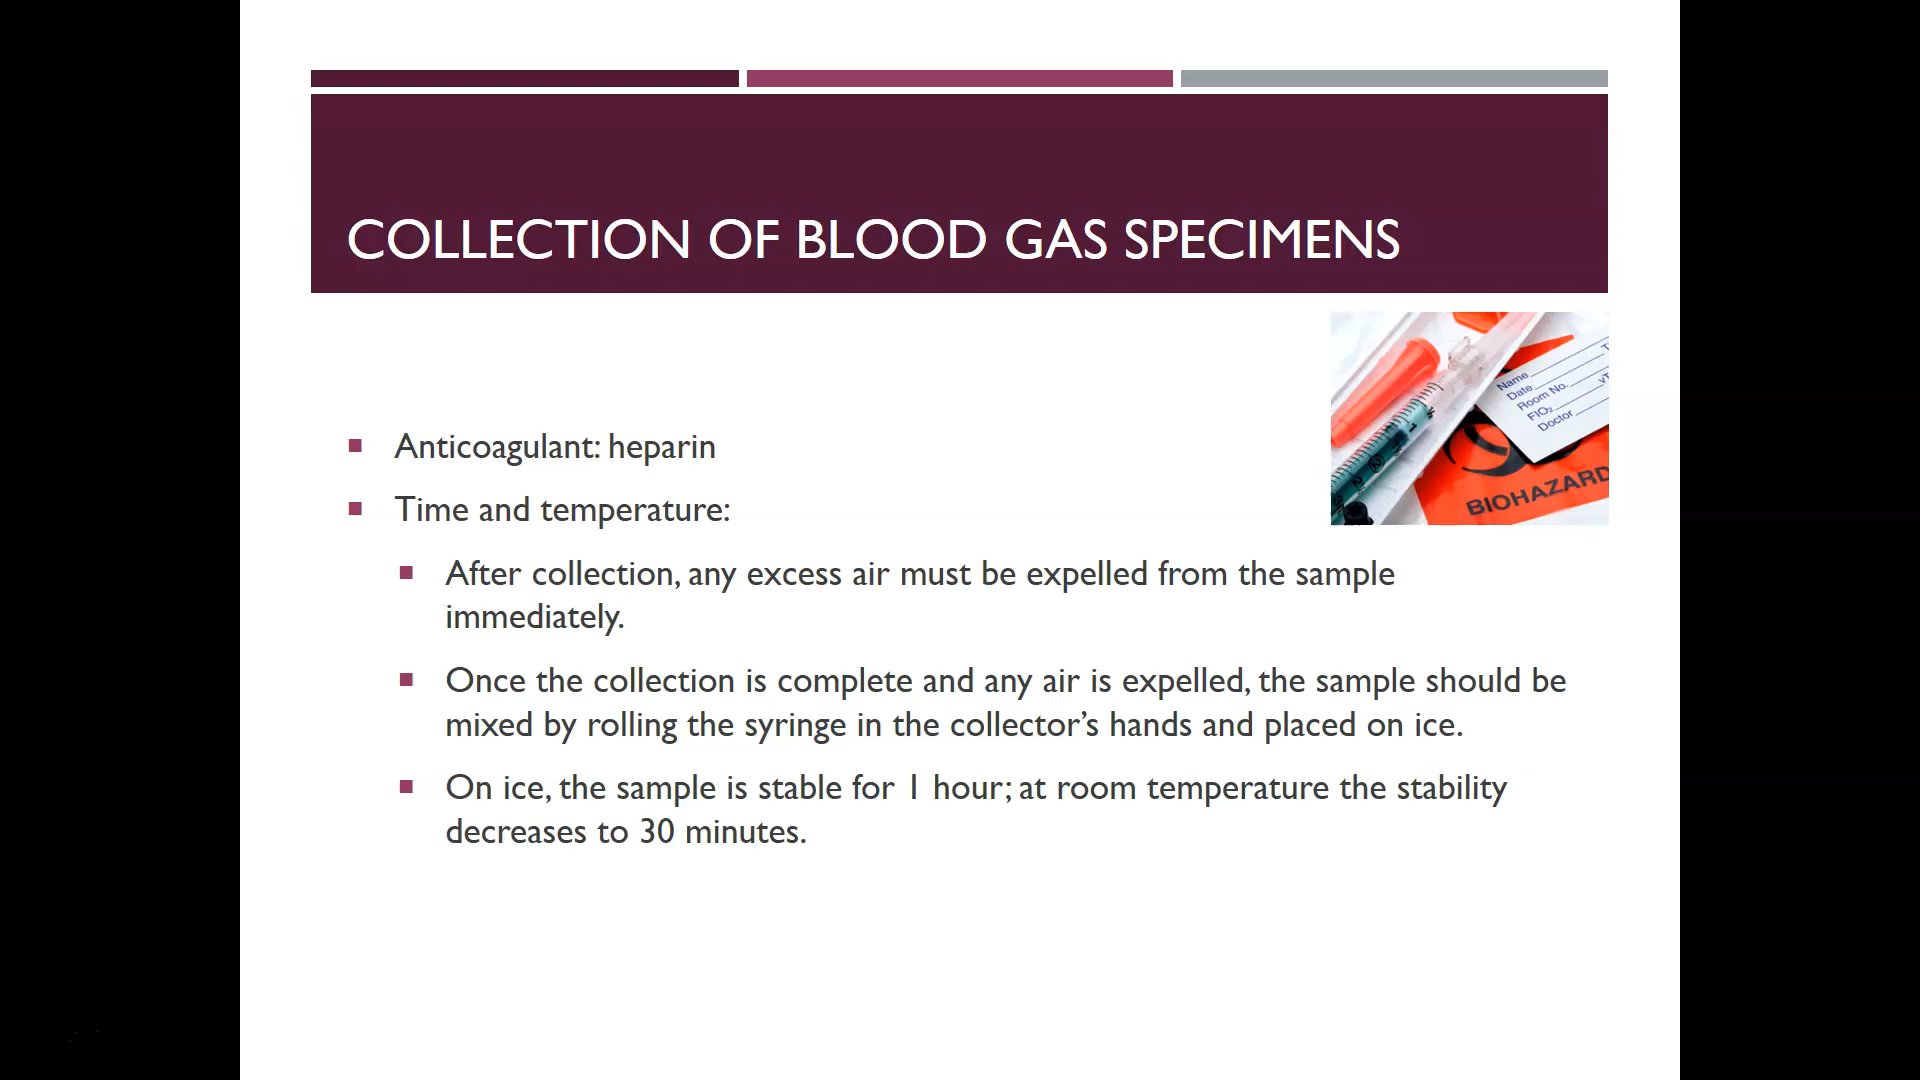 COLLECTION OF BLOOD GAS SPECIMENS
Name
Date
Room No.
FIO₂
Doctor
BIOHAZARD
Anticoagulant: heparin
Time and temperature:
After collection, any excess air must be expelled from the sample
immediately.
Once the collection is complete and any air is expelled, the sample should be
mixed by rolling the syringe in the collector’s hands and placed on ice.
On ice, the sample is stable for 1 hour; at room temperature the stability
decreases to 30 minutes.